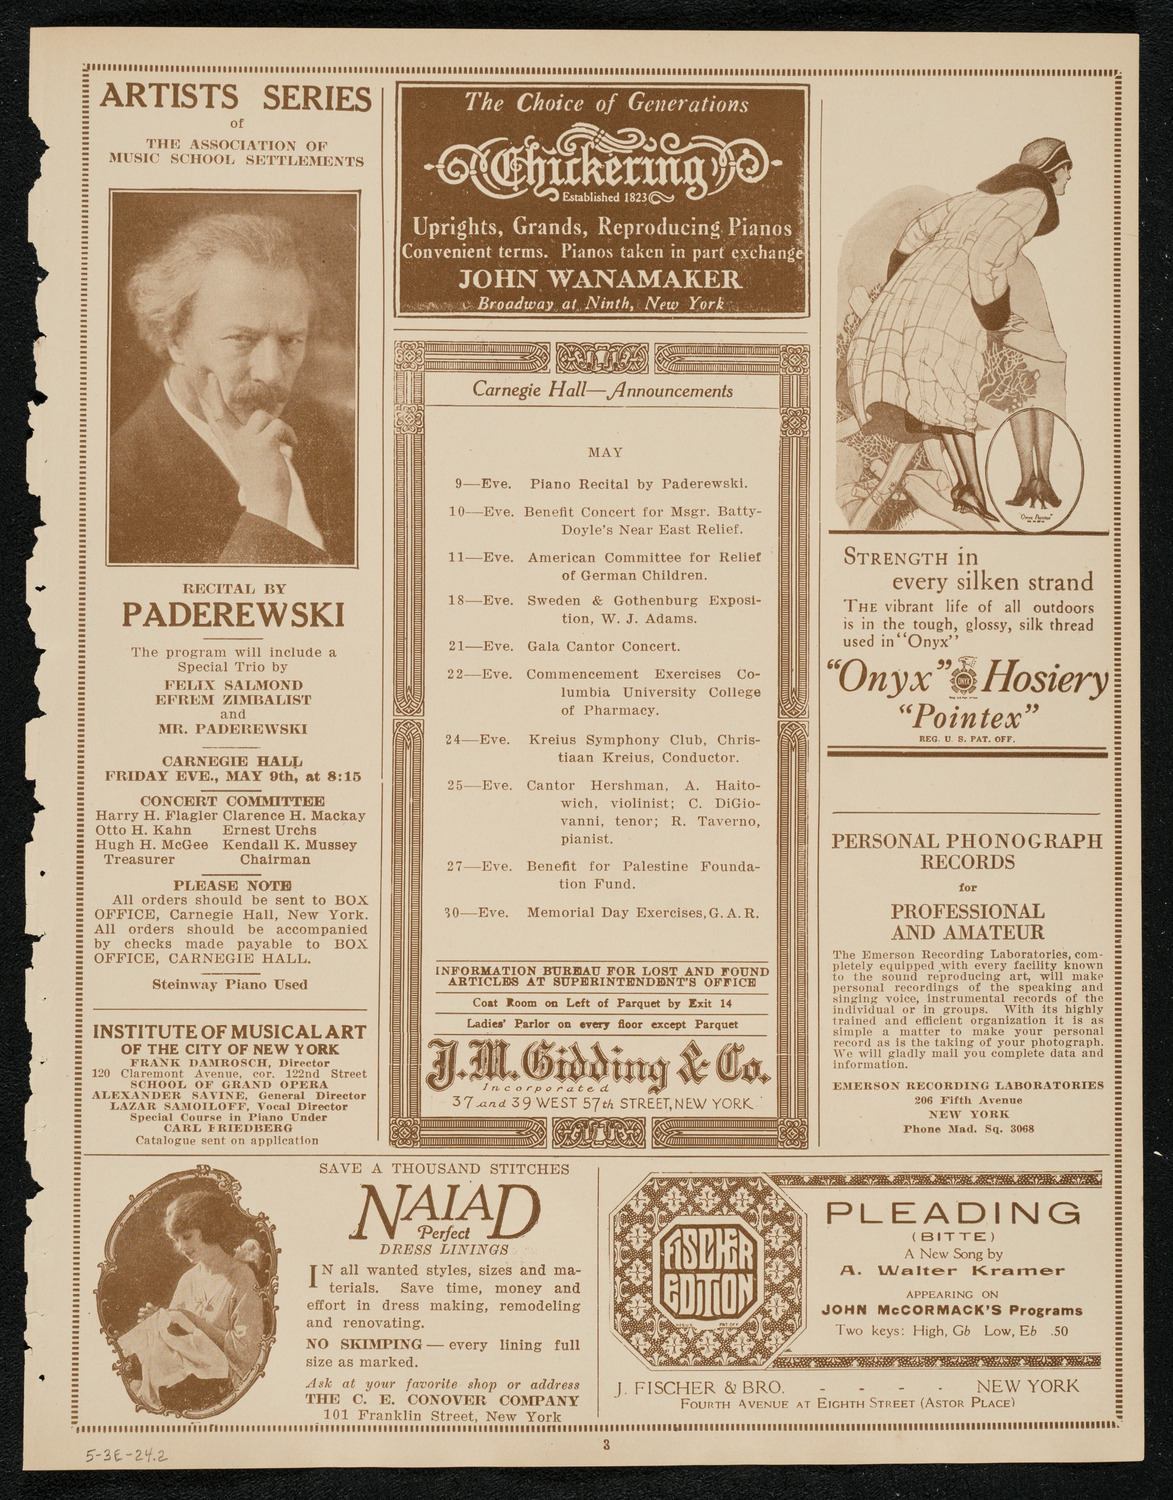 ARTISTS SERIES
of
THE ASSOCIATION OF
MUSIC SCHOOL SETTLEMENTS
RECITAL BY
PADEREWSKI
The program will include a
Special Trio by
FELIX SALMOND
EFREM ZIMBALIST
and
MR. PADEREWSKI
CARNEGIE HALL
FRIDAY EVE., MAY 9th, at 8:15
CONCERT COMMITTEE
Harry H. Flagler Clarence H. Mackay
Otto H. Kahn Ernest Urchs
Hugh H. McGee Kendall K. Mussey
Treasurer Chairman
PLEASE NOTE
All orders should be sent to BOX
OFFICE, Carnegie Hall, New York.
All orders should be accompanied
by checks made payable to BOX
OFFICE, CARNEGIE HALL.
Steinway Piano Used
INSTITUTE OF MUSICAL ART
OF THE CITY OF NEW YORK
FRANK DAMROSCH, Director
120 Claremont Avenue, cor. 122nd Street
SCHOOL OF GRAND OPERA
ALEXANDER SAVINE, General Director
LAZAR SAMOILOFF, Vocal Director
Special Course in Piano Under
CARL FRIEDBERG
Catalogue sent on application
The Choice of Generations
Chickering
Established 1823
Uprights, Grands, Reproducing Pianos
Convenient terms. Pianos taken in part exchange
JOHN WANAMAKER
Broadway at Ninth, New York
Carnegie Hall—Announcements
MAY
9—Eve. Piano Recital by Paderewski.
10—Eve. Benefit Concert for Msgr. Batty-
Doyle's Near East Relief.
11—Eve. American Committee for Relief
of German Children.
18—Eve. Sweden & Gothenburg Exposi-
tion, W. J. Adams.
21—Eve. Gala Cantor Concert.
22—Eve. Commencement Exercises Co-
lumbia University College
of Pharmacy.
24—Eve. Kreius Symphony Club, Chris-
tiaan Kreius, Conductor.
25—Eve. Cantor Hershman, A. Haito-
wich, violinist; C. DiGio-
vanni, tenor; R. Taverno,
pianist.
27—Eve. Benefit for Palestine Founda-
tion Fund.
30—Eve. Memorial Day Exercises, G. A. R.
INFORMATION BUREAU FOR LOST AND FOUND
ARTICLES AT SUPERINTENDENT'S OFFICE
Coat Room on Left of Parquet by Exit 14
Ladies' Parlor on every floor except Parquet
J. M. Gidding & Co.
Incorporated
37 and 39 WEST 57th STREET, NEW YORK
"Onyx Pointex"
STRENGTH in
every silken strand
THE vibrant life of all outdoors
is in the tough, glossy, silk thread
used in "Onyx"
"Onyx" Hosiery
ONYX
"Pointex"
REG. U. S. PAT. OFF.
PERSONAL PHONOGRAPH
RECORDS
for
PROFESSIONAL
AND AMATEUR
The Emerson Recording Laboratories, com-
pletely equipped with every facility known
to the sound reproducing art, will make
personal recordings of the speaking and
singing voice, instrumental records of the
individual or in groups. With its highly
trained and efficient organization it is as
simple a matter to make your personal
record as is the taking of your photograph.
We will gladly mail you complete data and
information.
EMERSON RECORDING LABORATORIES
206 Fifth Avenue
NEW YORK
Phone Mad. Sq. 3068
SAVE A THOUSAND STITCHES
NAIAD
Perfect
DRESS LININGS
IN all wanted styles, sizes and ma-
terials. Save time, money and
effort in dress making, remodeling
and renovating.
NO SKIMPING — every lining full
size as marked.
Ask at your favorite shop or address
THE C. E. CONOVER COMPANY
101 Franklin Street, New York
FISCHER
EDITION
PLEADING
(BITTE)
A New Song by
A. Walter Kramer
APPEARING ON
JOHN McCORMACK'S Programs
Two keys: High, G♭ Low, E♭ .50
J. FISCHER & BRO. - - - - NEW YORK
FOURTH AVENUE AT EIGHTH STREET (ASTOR PLACE)
3
5-3E-24.2